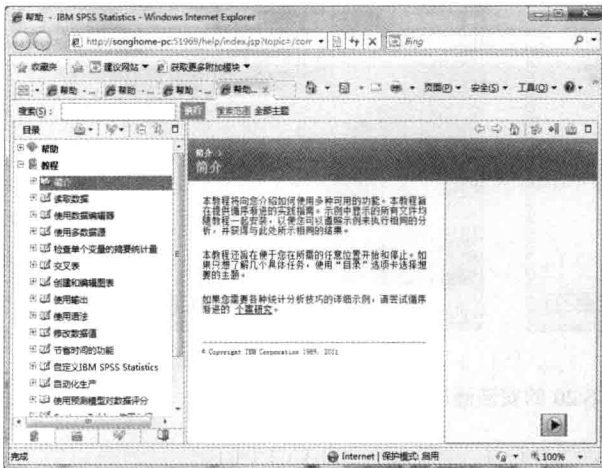 帮助 - IBM SPSS Statistics - Windows Internet Explorer
http://songhome-pc:51969/help/index.jsp?topic=/com
Bing
收藏夹 建议网站 获取更多附加模块
帮助 - ... 帮助 - ... 帮助 - ... 帮助... X 页面(P) 安全(S) 工具(O)
搜索(S): 执行 搜索范围 全部主题
目录
帮助
教程
简介
读取数据
使用数据编辑器
使用多数据源
检查单个变量的摘要统计量
交叉表
创建和编辑图表
使用输出
使用语法
修改数据值
节省时间的功能
自定义IBM SPSS Statistics
自动化生产
使用预测模型对数据评分
简介 >
简介
本教程将向您介绍如何使用多种可用的功能。本教程旨
在提供循序渐进的实践指南。示例中显示的所有文件均
随教程一起安装，以便您可以遵照示例来执行相同的分
析，并获得与此处所示相同的结果。
本教程还旨在便于您在所需的任意位置开始和停止。如
果只想了解几个具体任务，使用“目录”选项卡选择想
要的主题。
如果您需要各种统计分析技巧的详细示例，请尝试循序
渐进的 个案研究。
© Copyright IBM Corporation 1989, 2011
完成 Internet | 保护模式: 启用 100%